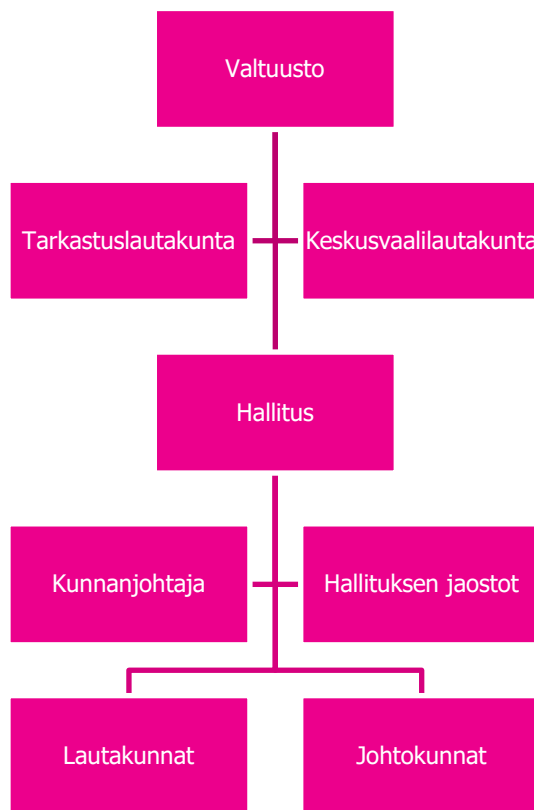 Valtuusto
Tarkastuslautakunta
Keskusvaalilautakunta
Hallitus
Kunnanjohtaja
Hallituksen jaostot
Lautakunnat
Johtokunnat